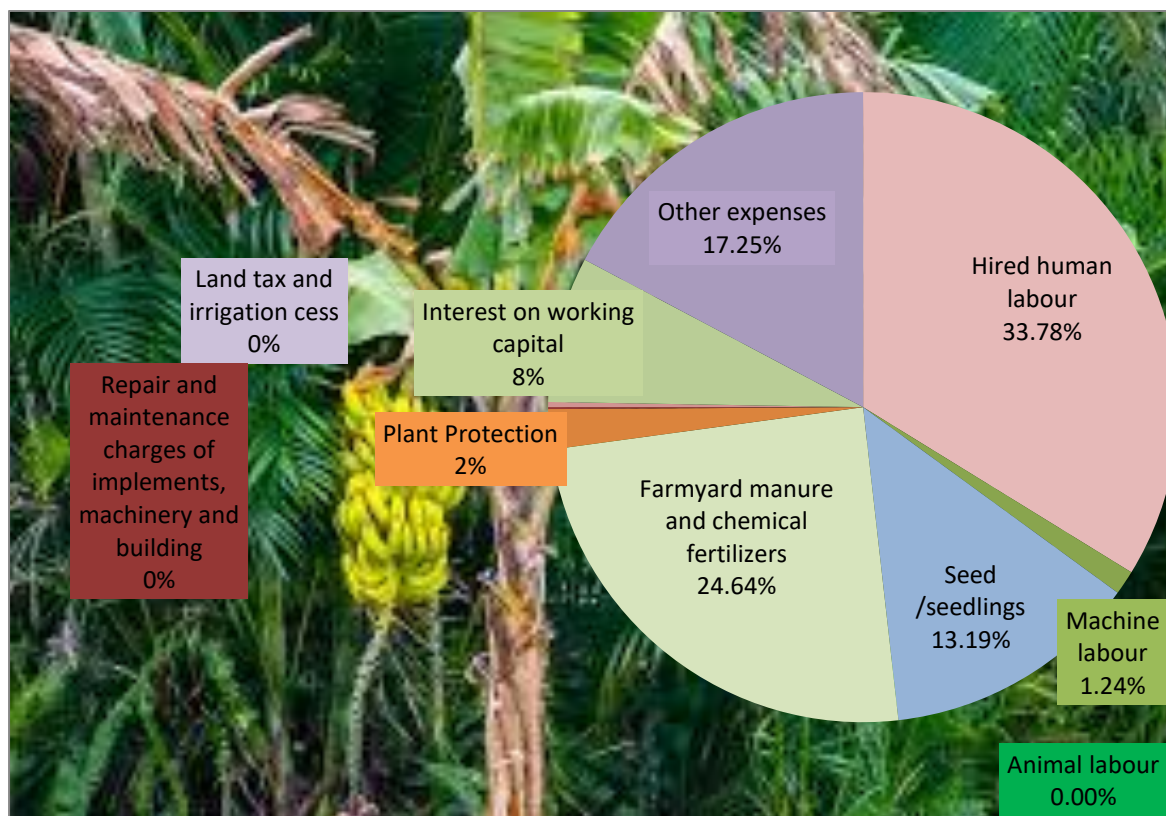 Other expenses
17.25%
Hired human
labour
33.78%
Land tax and
irrigation cess
0%
Interest on working
capital
8%
Repair and
maintenance
charges of
implements,
machinery and
building
0%
Plant Protection
2%
Farmyard manure
and chemical
fertilizers
24.64%
Seed
/seedlings
13.19%
Machine
labour
1.24%
Animal labour
0.00%